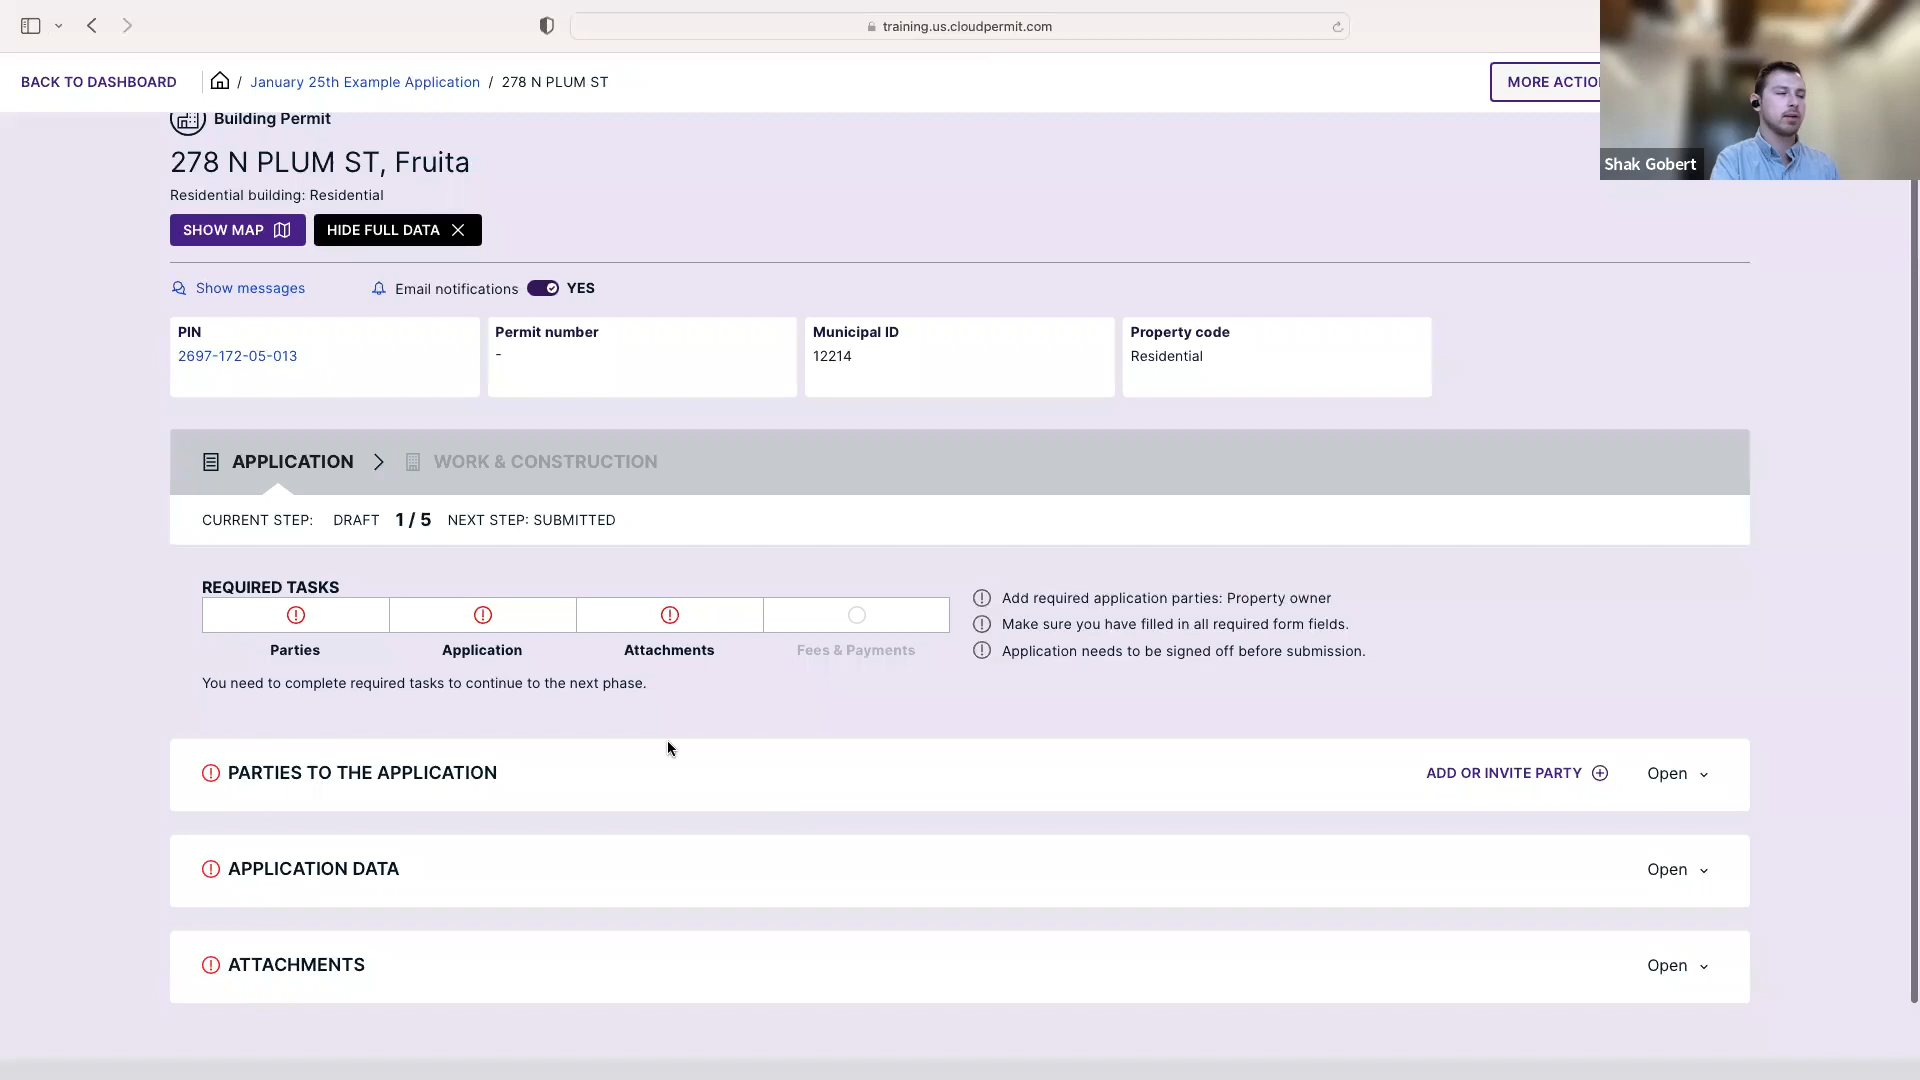 training.us.cloudpermit.com
BACK TO DASHBOARD
/ January 25th Example Application / 278 N PLUM ST
MORE ACTIO
Shak Gobert
Building Permit
278 N PLUM ST, Fruita
Residential building: Residential
SHOW MAP
HIDE FULL DATA
Show messages
Email notifications YES
PIN
2697-172-05-013
Permit number
-
Municipal ID
12214
Property code
Residential
APPLICATION
WORK & CONSTRUCTION
CURRENT STEP: DRAFT 1 / 5 NEXT STEP: SUBMITTED
REQUIRED TASKS
Parties
Application
Attachments
Fees & Payments
You need to complete required tasks to continue to the next phase.
Add required application parties: Property owner
Make sure you have filled in all required form fields.
Application needs to be signed off before submission.
PARTIES TO THE APPLICATION
ADD OR INVITE PARTY
Open
APPLICATION DATA
Open
ATTACHMENTS
Open